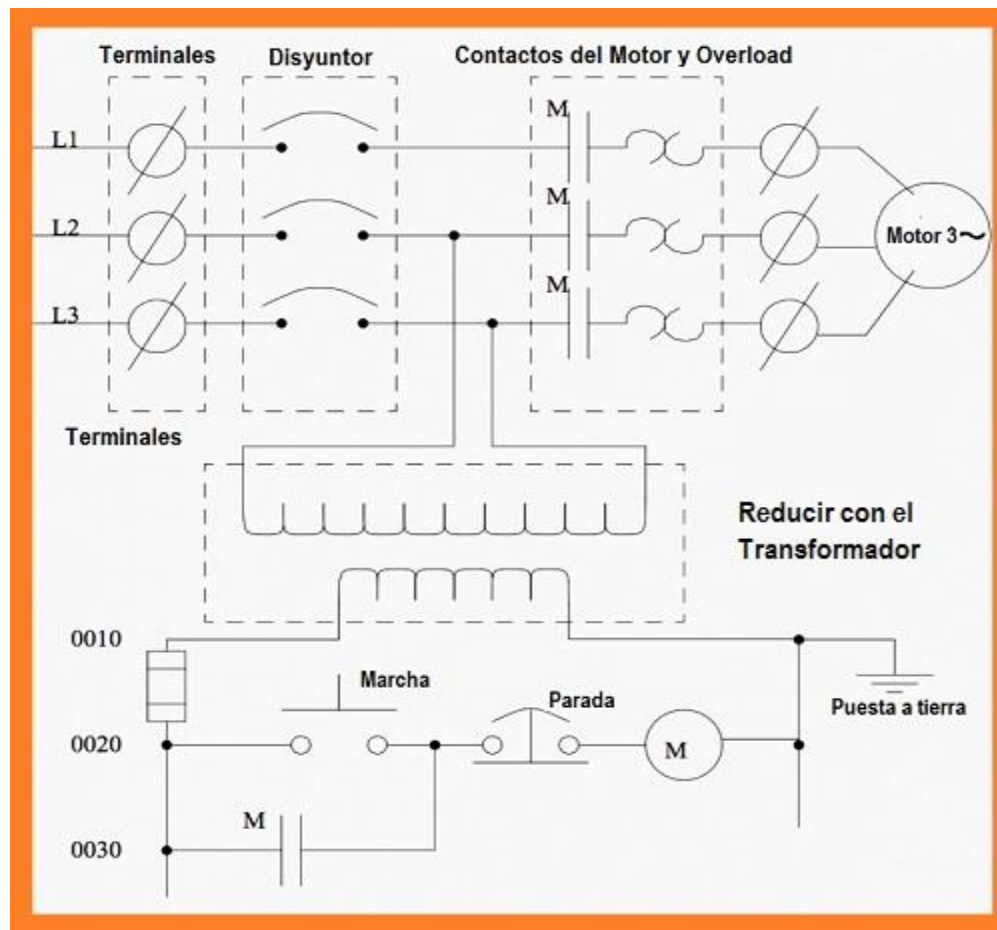 Terminales
Disyuntor
Contactos del Motor y Overload
L1
M
L2
M
Motor 3~
L3
M
Terminales
Reducir con el
Transformador
0010
Marcha
Parada
Puesta a tierra
0020
M
M
0030